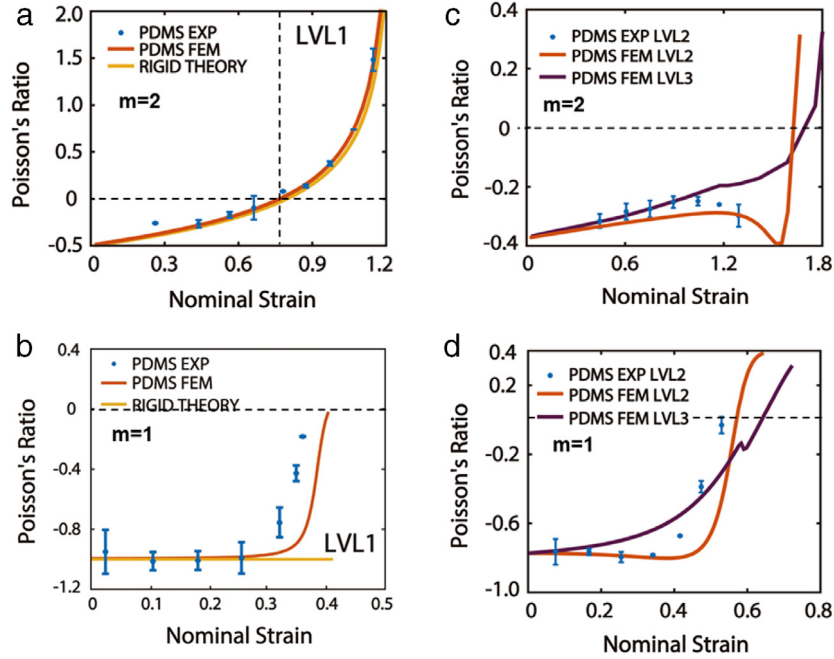 a
2.0
1.5
1.0
0.5
0
-0.5
Poisson's Ratio
PDMS EXP
PDMS FEM
RIGID THEORY
LVL1
m=2
0 0.3 0.6 0.9 1.2
Nominal Strain
c
0.4
0.2
0
-0.2
-0.4
Poisson's Ratio
PDMS EXP LVL2
PDMS FEM LVL2
PDMS FEM LVL3
m=2
0 0.6 1.2 1.8
Nominal Strain
b
0.4
0
-0.4
-0.8
-1.2
Poisson's Ratio
PDMS EXP
PDMS FEM
RIGID THEORY
m=1
LVL1
0 0.1 0.2 0.3 0.4 0.5
Nominal Strain
d
0.4
0.2
-0.2
-0.6
-1.0
Poisson's Ratio
PDMS EXP LVL2
PDMS FEM LVL2
PDMS FEM LVL3
m=1
0 0.2 0.4 0.6 0.8
Nominal Strain